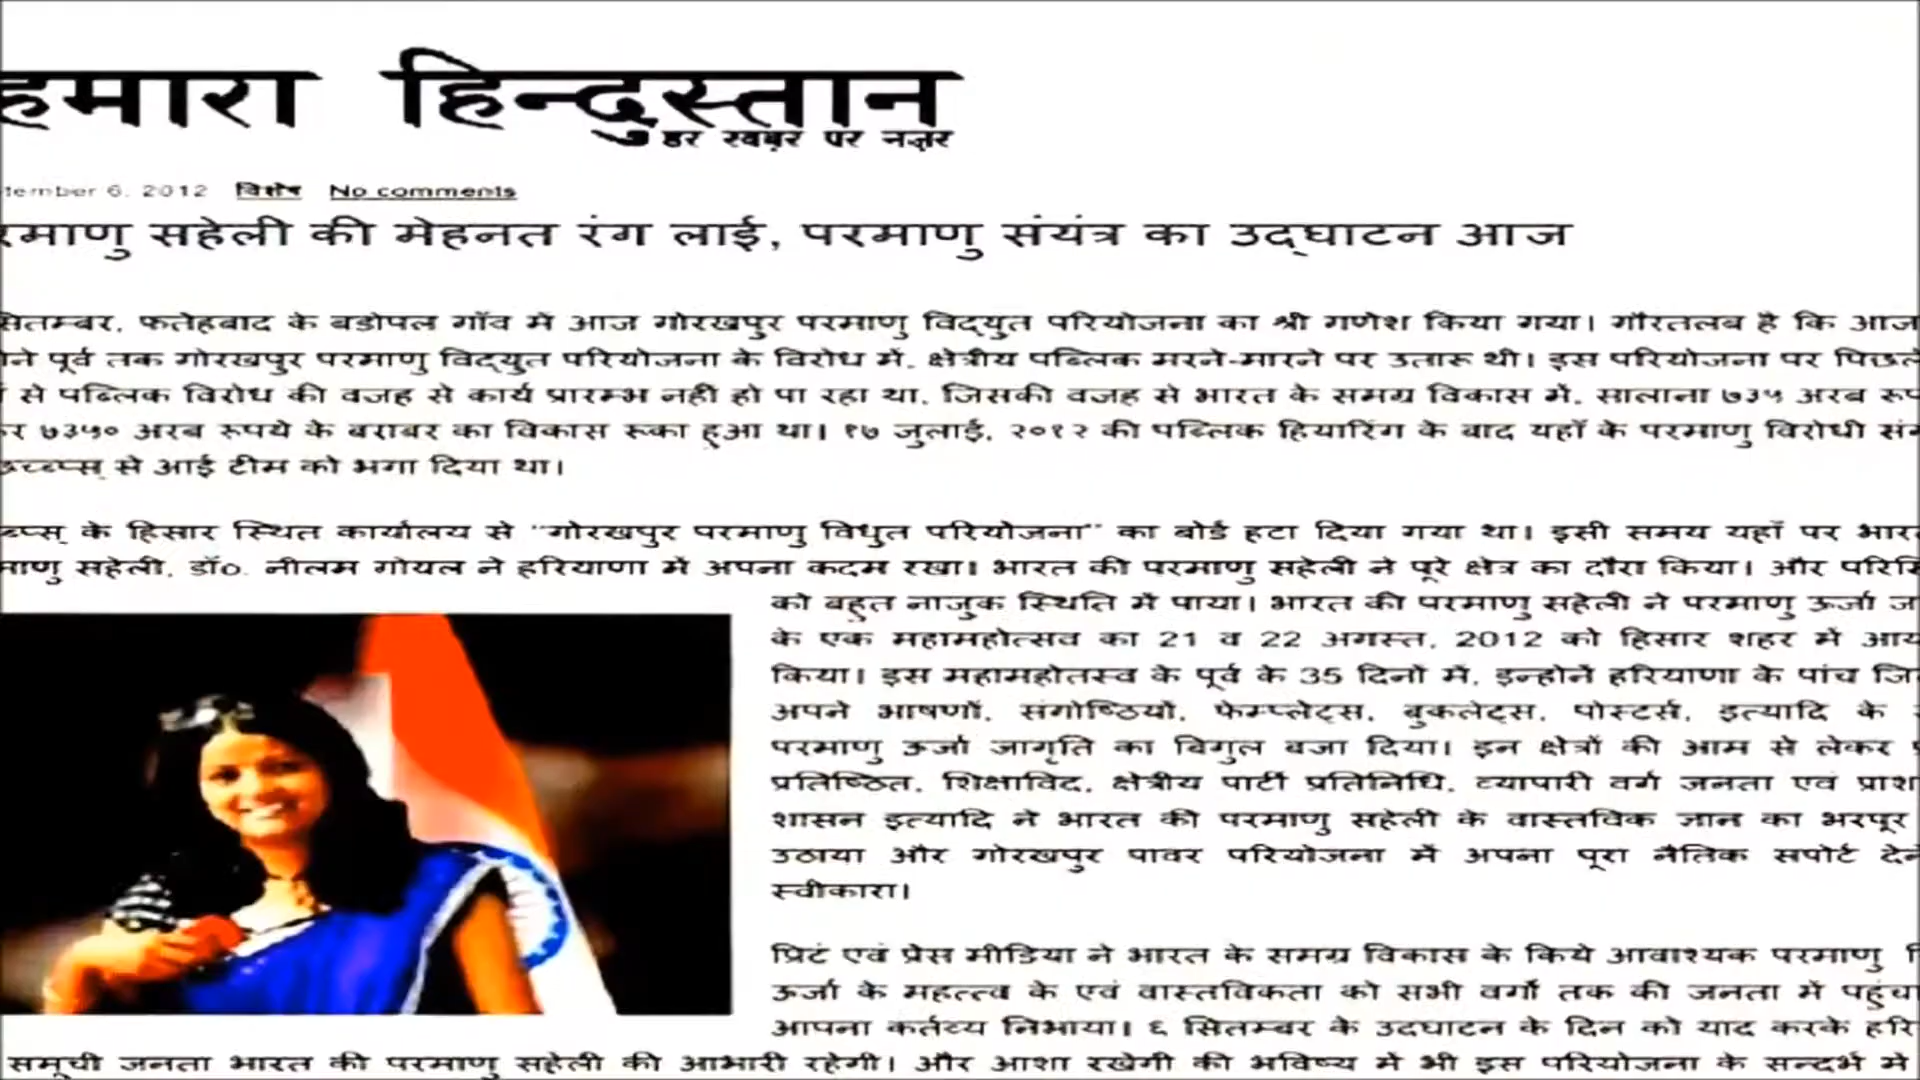 हमारा हिन्दुस्तान
हर खबर पर नज़र
tember 6, 2012 विशेष No comments
रमाणु सहेली की मेहनत रंग लाई, परमाणु संयंत्र का उद्घाटन आज
सितम्बर, फतेहबाद के बडोपल गाँव में आज गोरखपुर परमाणु विद्युत परियोजना का श्री गणेश किया गया। गौरतलब है कि आज
ने पूर्व तक गोरखपुर परमाणु विद्युत परियोजना के विरोध में, क्षेत्रीय पब्लिक मरने-मारने पर उतारू थी। इस परियोजना पर पिछले
से पब्लिक विरोध की वजह से कार्य प्रारम्भ नहीं हो पा रहा था, जिसकी वजह से भारत के समग्र विकास में, सालाना ७३५ अरब रूप
र ७३५० अरब रूपये के बराबर का विकास रूका हुआ था। १७ जुलाई, २०१२ की पब्लिक हियारिंग के बाद यहाँ के परमाणु विरोधी
से आई टीम को भगा दिया था।
के हिसार स्थित कार्यालय से "गोरखपुर परमाणु विधुत परियोजना" का बोर्ड हटा दिया गया था। इसी समय यहाँ पर भार
माणु सहेली, डॉo. नीलम गोयल ने हरियाणा में अपना कदम रखा। भारत की परमाणु सहेली ने पूरे क्षेत्र का दौरा किया। और
को बहुत नाजुक स्थिति में पाया। भारत की परमाणु सहेली ने परमाणु ऊर्जा
के एक महामहोत्सव का 21 व 22 अगस्त, 2012 को हिसार शहर में आय
किया। इस महामहोतस्व के पूर्व के 35 दिनों में, इन्होनें हरियाणा के पांच
अपने भाषणों, संगोष्ठियों, फेम्प्लेट्स, बुकलेट्स, पोस्टर्स, इत्यादि के
परमाणु ऊर्जा जागृति का विगुल बजा दिया। इन क्षेत्रों की आम से लेकर
प्रतिष्ठित, शिक्षाविद, क्षेत्रीय पार्टी प्रतिनिधि, व्यापारी वर्ग जनता एवं प्राश
शासन इत्यादि ने भारत की परमाणु सहेली के वास्तविक ज्ञान का भरपूर
उठाया और गोरखपुर पावर परियोजना में अपना पूरा नैतिक सपोर्ट देन
स्वीकारा।
प्रिटं एवं प्रेस मीडिया ने भारत के समग्र विकास के किये आवाश्यक परमाणु
ऊर्जा के महत्त्व के एवं वास्तविकता को सभी वर्गों तक की जनता में पहुंचा
आपना कर्तव्य निभाया। ६ सितम्बर के उदघाटन के दिन को याद करके हरि
समूची जनता भारत की परमाणु सहेली की आभारी रहेगी। और आशा रखेगी की भविष्य में भी इस परियोजना के सन्दर्भ में